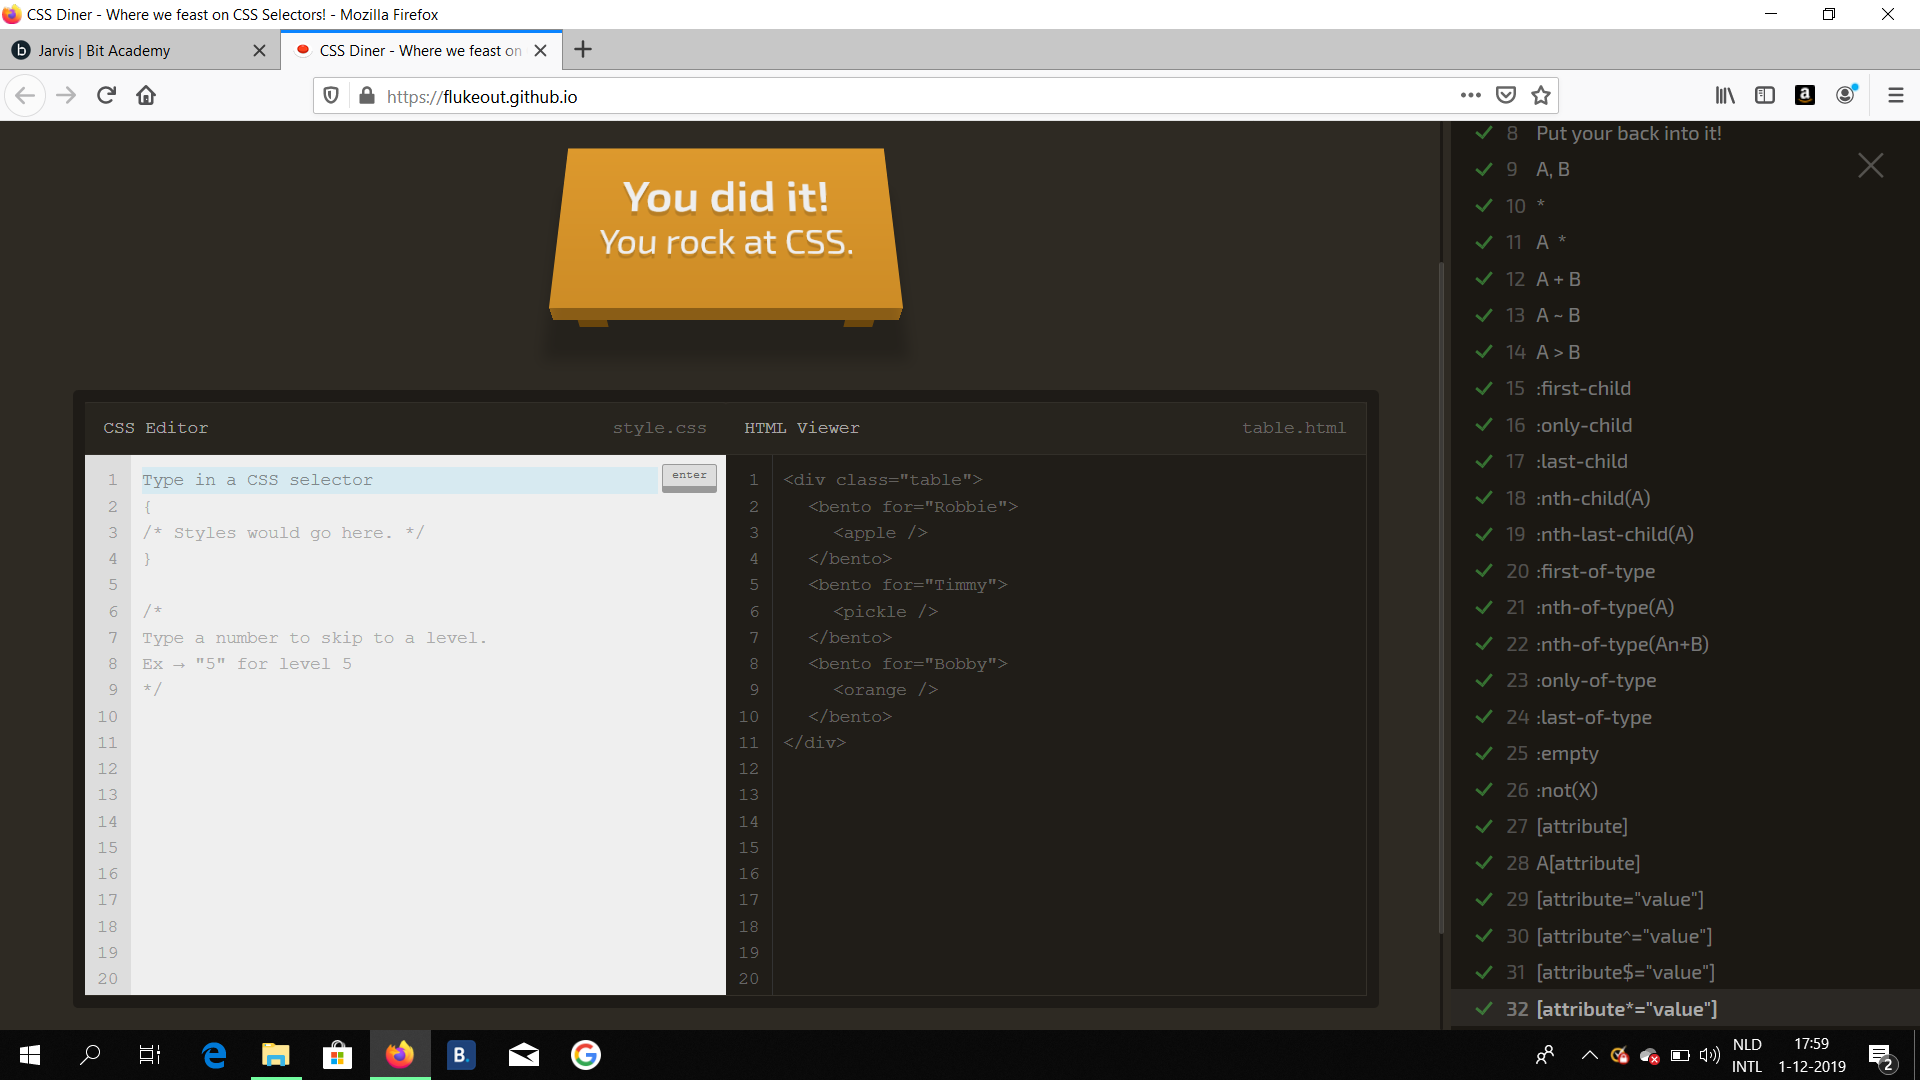 CSS Diner - Where we feast on CSS Selectors! - Mozilla Firefox
Jarvis | Bit Academy
CSS Diner - Where we feast on
https://flukeout.github.io
You did it!
You rock at CSS.
CSS Editor
style.css
HTML Viewer
table.html
1 Type in a CSS selector
enter
2 {
3 /* Styles would go here. */
4 }
5
6 /*
7 Type a number to skip to a level.
8 Ex → "5" for level 5
9 */
10
11
12
13
14
15
16
17
18
19
20
1 <div class="table">
2 <bento for="Robbie">
3 <apple />
4 </bento>
5 <bento for="Timmy">
6 <pickle />
7 </bento>
8 <bento for="Bobby">
9 <orange />
10 </bento>
11 </div>
12
13
14
15
16
17
18
19
20
8 Put your back into it!
9 A, B
10 *
11 A *
12 A + B
13 A ~ B
14 A > B
15 :first-child
16 :only-child
17 :last-child
18 :nth-child(A)
19 :nth-last-child(A)
20 :first-of-type
21 :nth-of-type(A)
22 :nth-of-type(An+B)
23 :only-of-type
24 :last-of-type
25 :empty
26 :not(X)
27 [attribute]
28 A[attribute]
29 [attribute="value"]
30 [attribute^="value"]
31 [attribute$="value"]
32 [attribute*="value"]
B.
NLD
INTL
17:59
1-12-2019
2